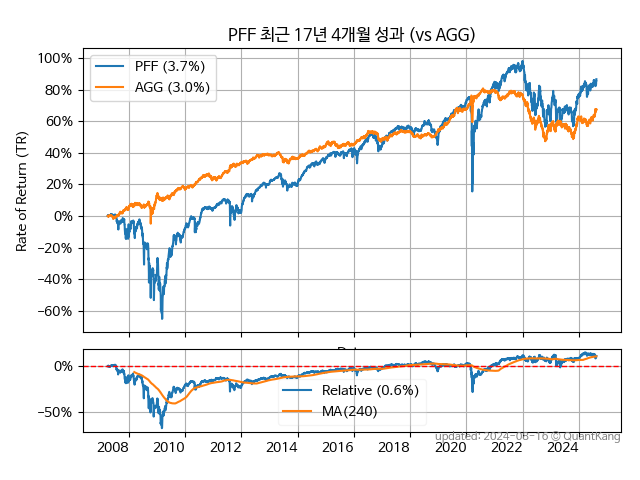 PFF 최근 17년 4개월 성과 (vs AGG)
PFF (3.7%)
AGG (3.0%)
Rate of Return (TR)
100%
80%
60%
40%
20%
0%
−20%
−40%
−60%
0%
−50%
Relative (0.6%)
MA(240)
2008 2010 2012 2014 2016 2018 2020 2022 2024
updated: 2024-08-16 © QuantKang